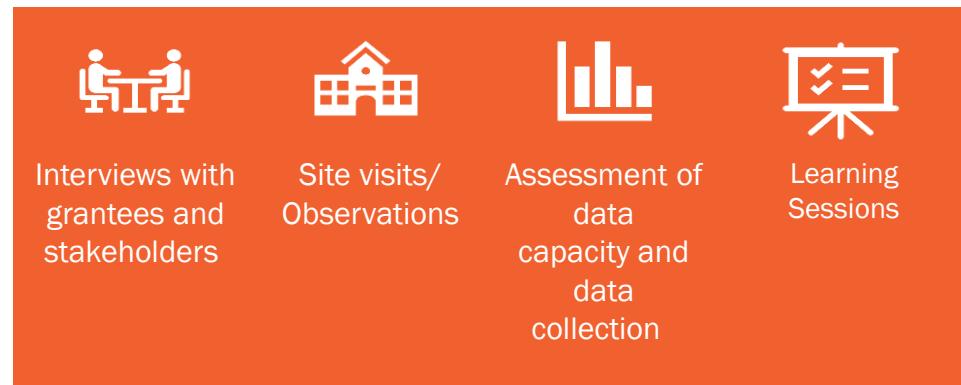 Interviews with
grantees and
stakeholders
Site visits/
Observations
Assessment of
data
capacity and
data
collection
Learning
Sessions